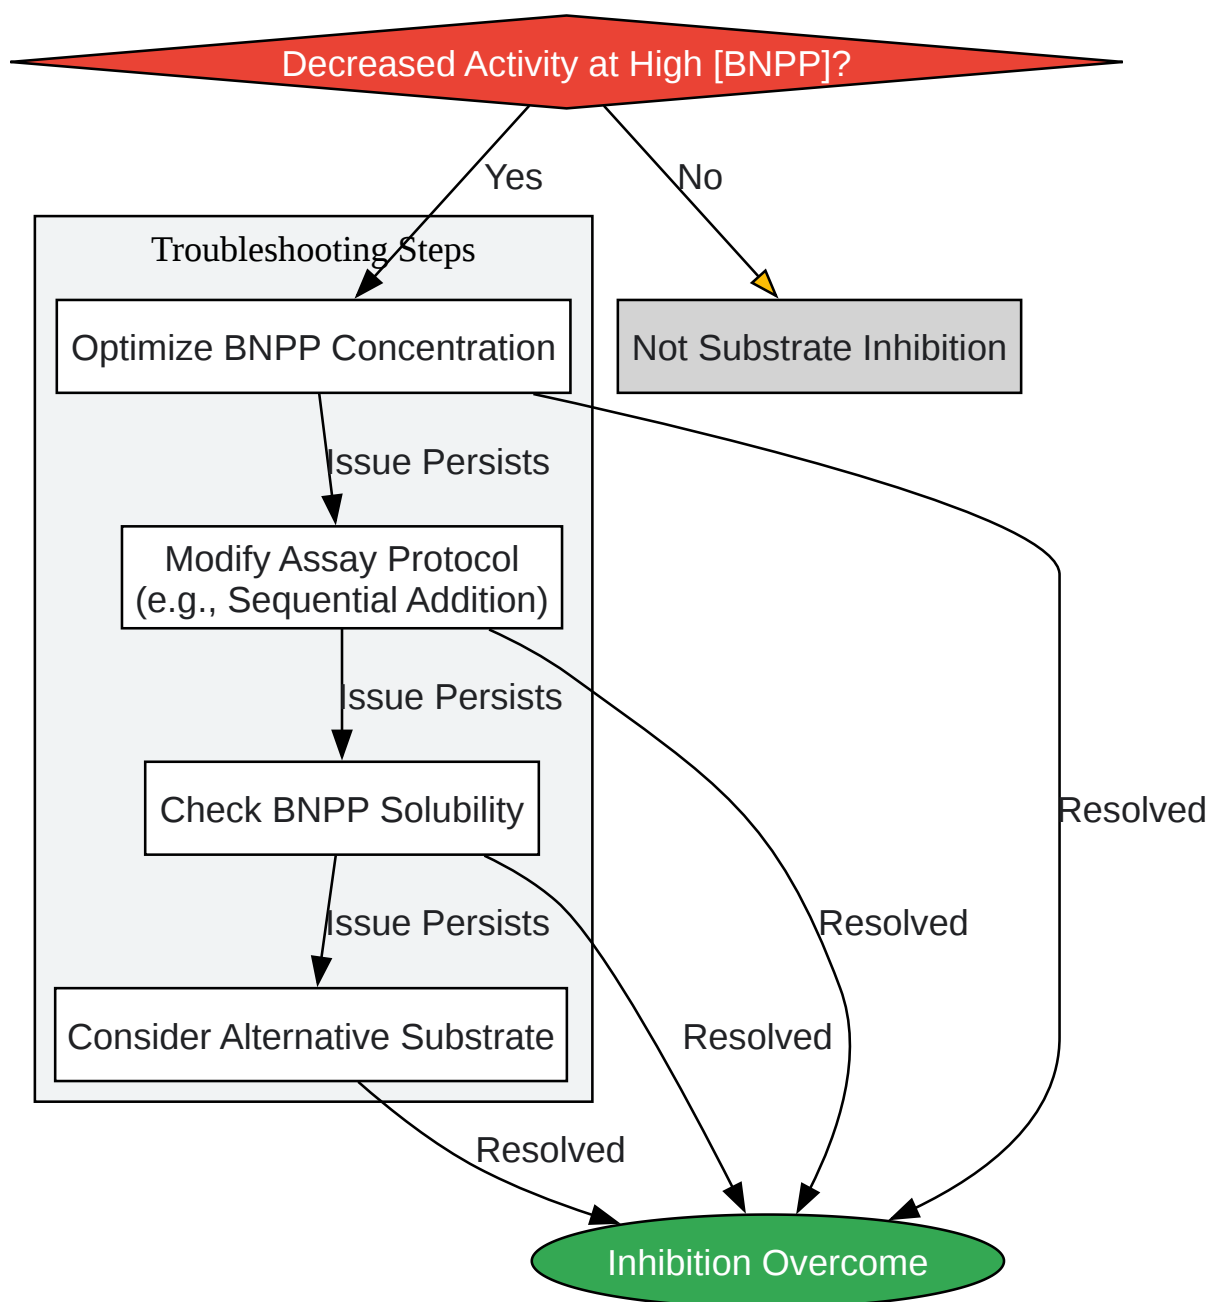 Decreased Activity at High [BNPP]?
Yes
No
Troubleshooting Steps
Optimize BNPP Concentration
Not Substrate Inhibition
Issue Persists
Modify Assay Protocol
(e.g., Sequential Addition)
Issue Persists
Check BNPP Solubility
Resolved
Issue Persists
Resolved
Consider Alternative Substrate
Resolved
Resolved
Inhibition Overcome